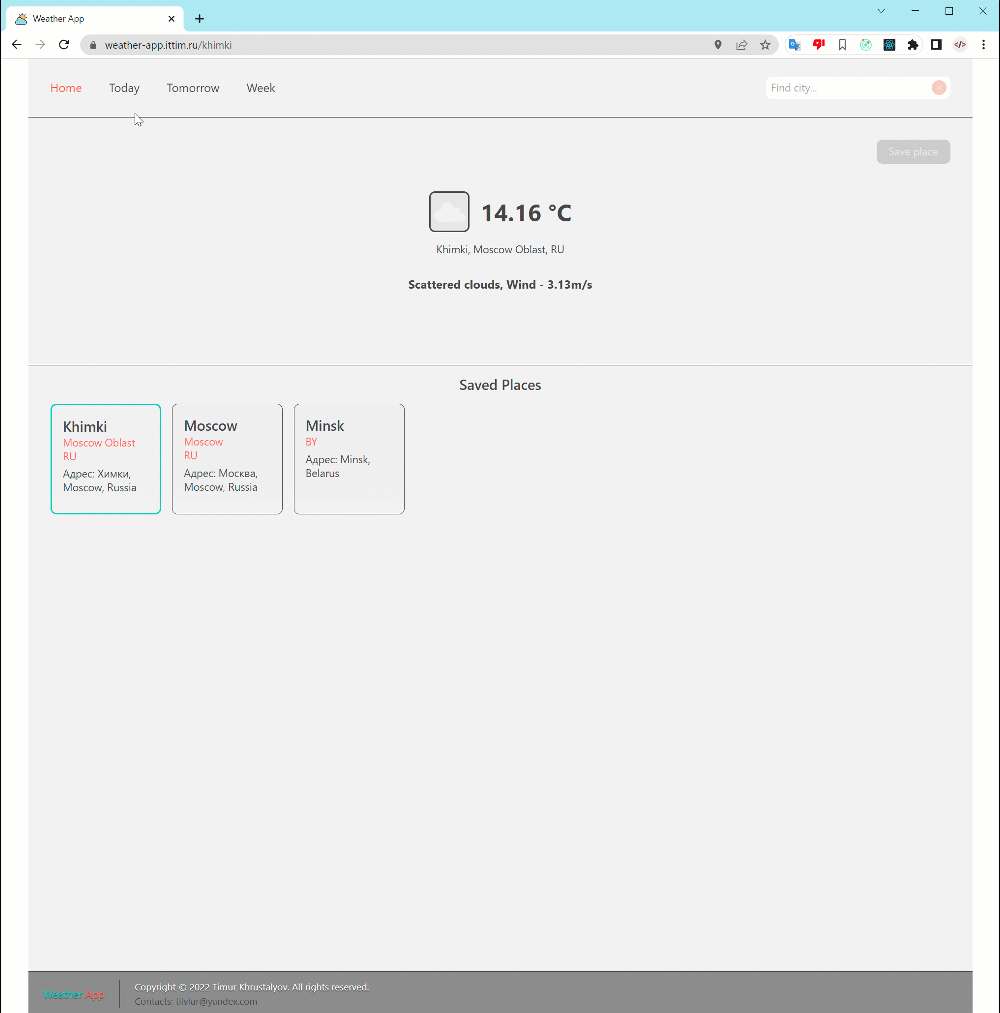 Weather App
weather-app.ittim.ru/khimki
Home Today Tomorrow Week
Find city...
Save place
14.16 °C
Khimki, Moscow Oblast, RU
Scattered clouds, Wind - 3.13m/s
Saved Places
Khimki
Moscow Oblast
RU
Адрес: Химки,
Moscow, Russia
Moscow
Moscow
RU
Адрес: Москва,
Moscow, Russia
Minsk
BY
Адрес: Minsk,
Belarus
Weather App
Copyright © 2022 Timur Khrustalyov. All rights reserved.
Contacts: tilvlur@yandex.com